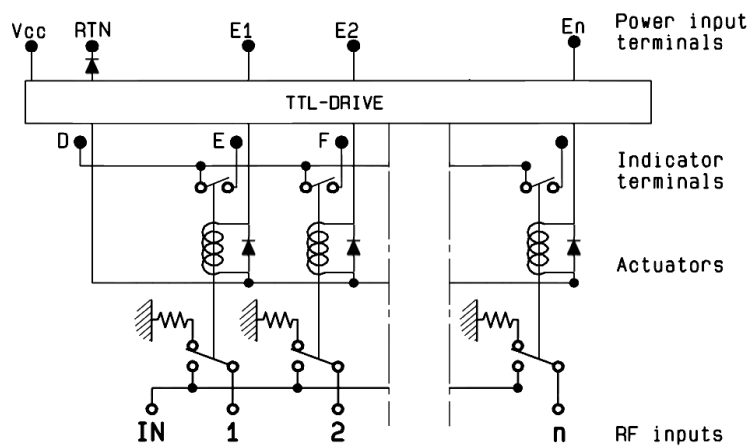 Vcc RTN E1 E2 En Power input
terminals
TTL-DRIVE
D E F Indicator
terminals
Actuators
IN 1 2 n RF inputs